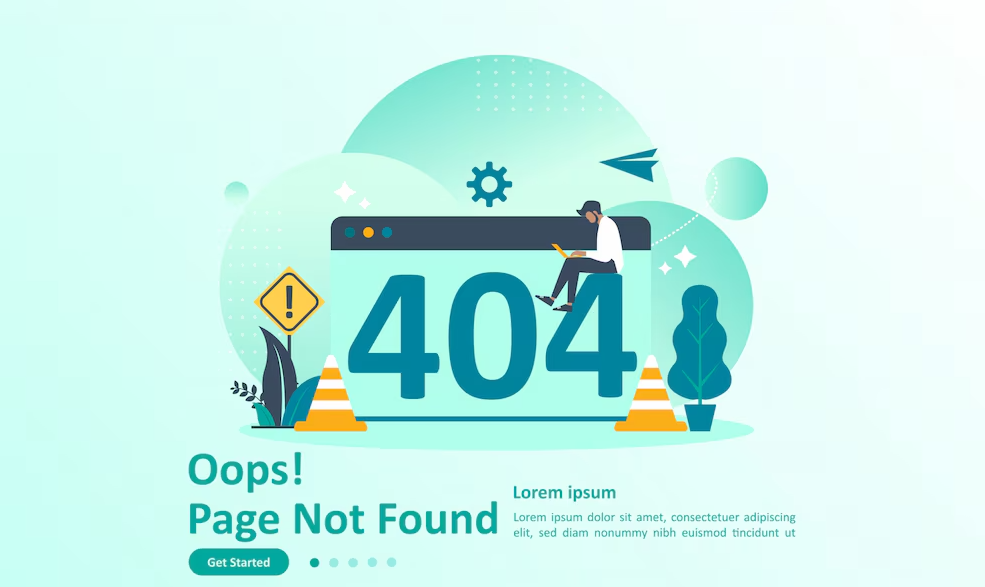 !
404
Oops!
Page Not Found
Get Started
Lorem ipsum
Lorem ipsum dolor sit amet, consectetuer adipiscing
elit, sed diam nonummy nibh euismod tincidunt ut